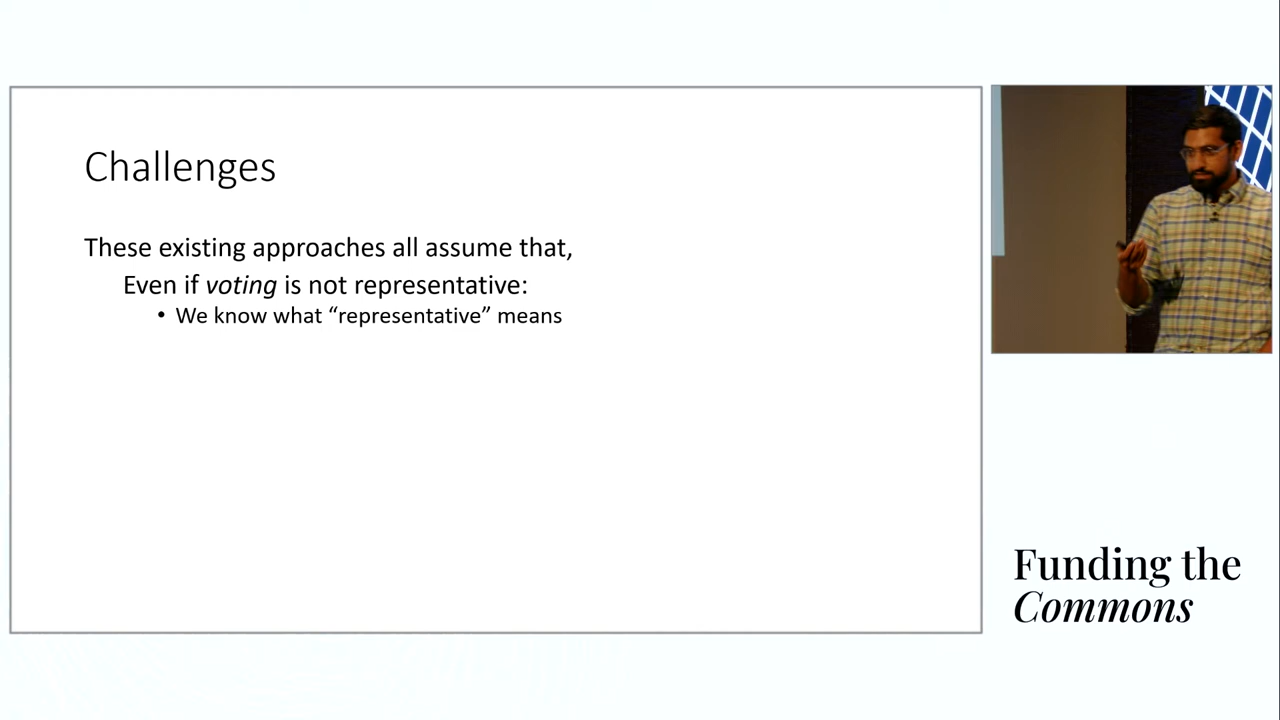 Challenges
These existing approaches all assume that,
Even if voting is not representative:
• We know what “representative” means
Funding the
Commons